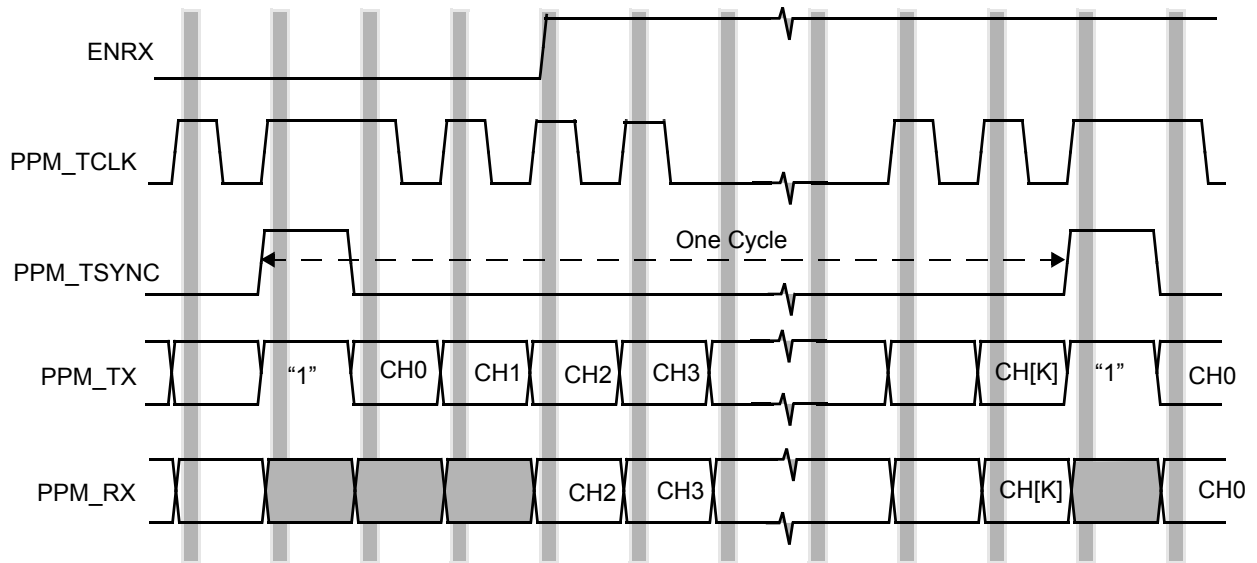 ENRX
PPM_TCLK
One Cycle
PPM_TSYNC
PPM_TX “1” CH0 CH1 CH2 CH3 CH[K] “1” CH0
PPM_RX CH2 CH3 CH[K] CH0